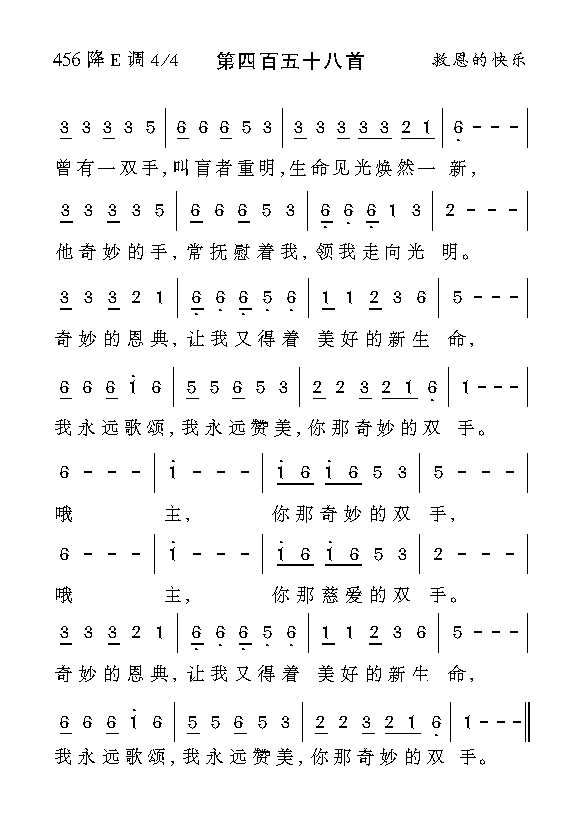 456 降 E 调 4/4 第四百五十八首 救恩的快乐
3 3 3 3 5 | 6 6 6 5 3 | 3 3 3 3 3 2 1 | 6 - - - |
曾有一双手,叫盲者重明,生命见光焕然一 新,
3 3 3 3 5 | 6 6 6 5 3 | 6 6 6 1 3 | 2 - - - |
他奇妙的手,常抚慰着我,领我走向光 明。
3 3 3 2 1 | 6 6 6 5 6 | 1 1 2 3 6 | 5 - - - |
奇妙的恩典,让我又得着 美好的新生 命,
6 6 6 1 6 | 5 5 6 5 3 | 2 2 3 2 1 6 | 1 - - - |
我永远歌颂,我永远赞美,你那奇妙的双 手。
6 - - - | 1 - - - | 1 6 1 6 5 3 | 5 - - - |
哦 主, 你那奇妙的双 手,
6 - - - | 1 - - - | 1 6 1 6 5 3 | 2 - - - |
哦 主, 你那慈爱的双 手。
3 3 3 2 1 | 6 6 6 5 6 | 1 1 2 3 6 | 5 - - - |
奇妙的恩典,让我又得着 美好的新生 命,
6 6 6 1 6 | 5 5 6 5 3 | 2 2 3 2 1 6 | 1 - - - ‖
我永远歌颂,我永远赞美,你那奇妙的双 手。